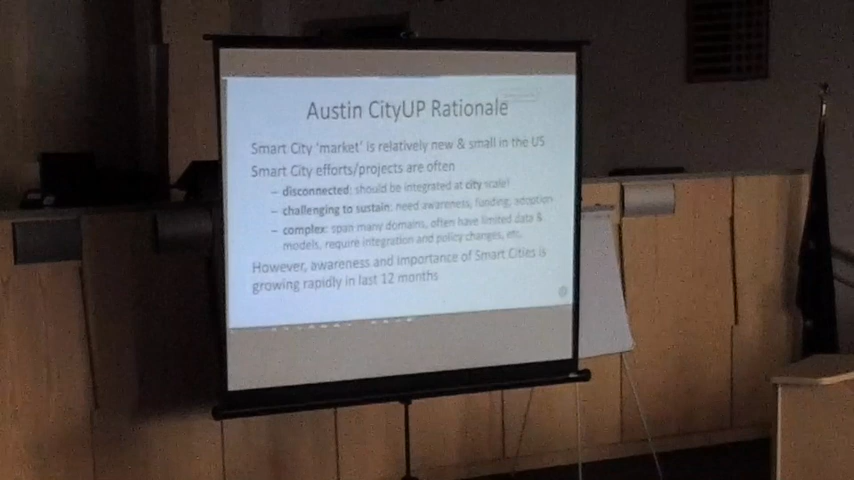 Austin CityUP Rationale
Smart City 'market' is relatively new & small in the US
Smart City efforts/projects are often
– disconnected: should be integrated at city scale!
– challenging to sustain: need awareness, funding, adoption
– complex: span many domains, often have limited data &
models, require integration and policy changes, etc.
However, awareness and importance of Smart Cities is
growing rapidly in last 12 months